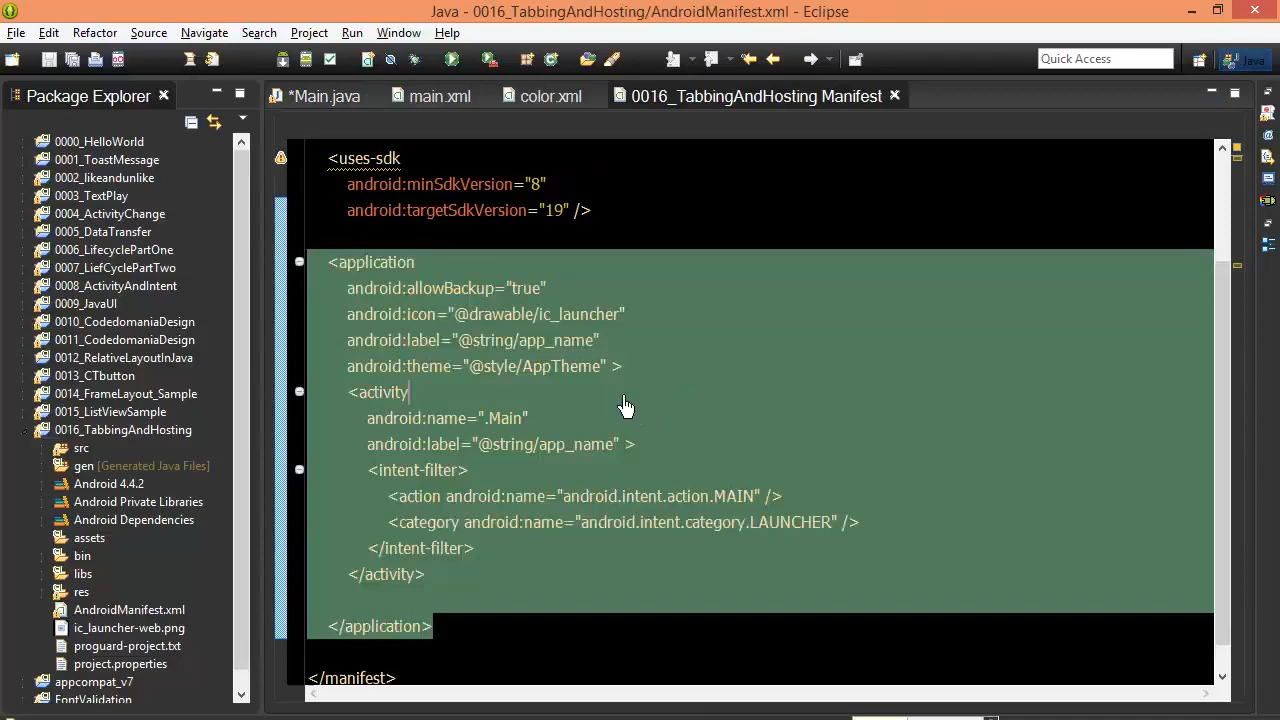 Java - 0016_TabbingAndHosting/AndroidManifest.xml - Eclipse
File Edit Refactor Source Navigate Search Project Run Window Help
Quick Access
Java
Package Explorer
*Main.java
main.xml
color.xml
0016_TabbingAndHosting Manifest
0000_HelloWorld
0001_ToastMessage
0002_likeandunlike
0003_TextPlay
0004_ActivityChange
0005_DataTransfer
0006_LifecyclePartOne
0007_LiefCyclePartTwo
0008_ActivityAndIntent
0009_JavaUI
0010_CodedomaniaDesign
0011_CodedomaniaDesign
0012_RelativeLayoutInJava
0013_CTbutton
0014_FrameLayout_Sample
0015_ListViewSample
0016_TabbingAndHosting
src
gen [Generated Java Files]
Android 4.4.2
Android Private Libraries
Android Dependencies
assets
bin
libs
res
AndroidManifest.xml
ic_launcher-web.png
proguard-project.txt
project.properties
appcompat_v7
FontValidation
<uses-sdk
android:minSdkVersion="8"
android:targetSdkVersion="19" />
<application
android:allowBackup="true"
android:icon="@drawable/ic_launcher"
android:label="@string/app_name"
android:theme="@style/AppTheme" >
<activity
android:name=".Main"
android:label="@string/app_name" >
<intent-filter>
<action android:name="android.intent.action.MAIN" />
<category android:name="android.intent.category.LAUNCHER" />
</intent-filter>
</activity>
</application>
</manifest>